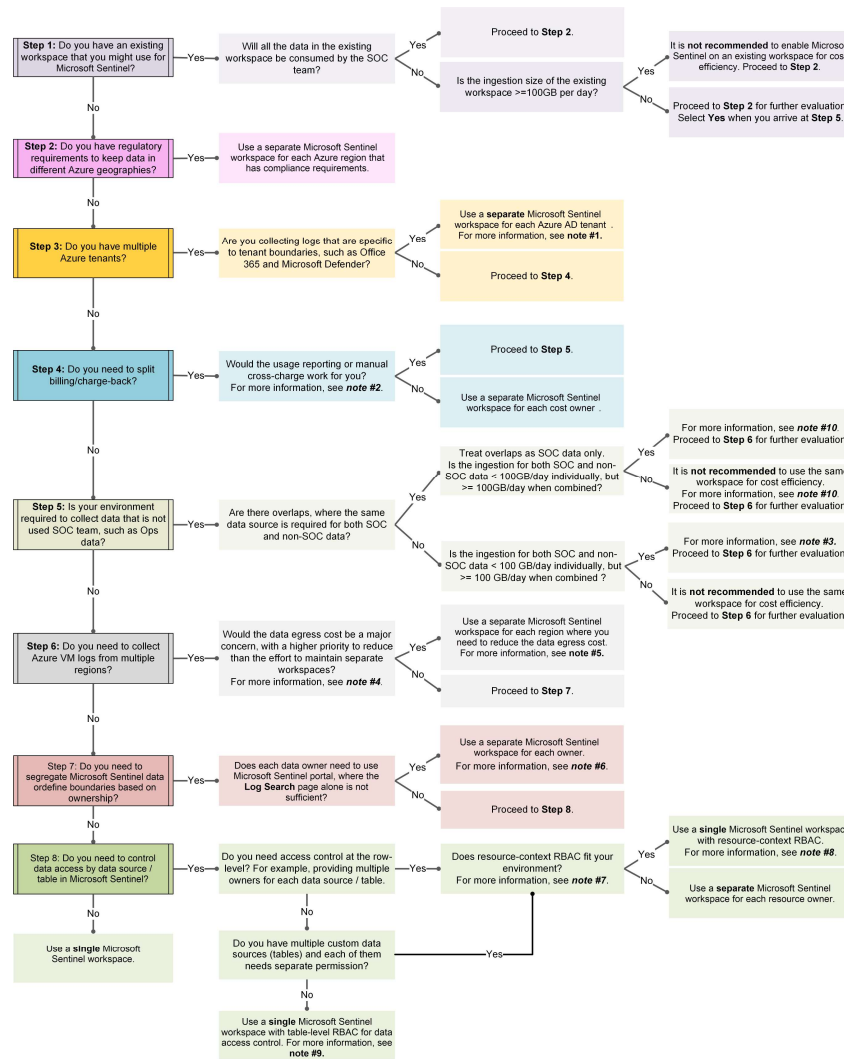 Step 1: Do you have an existing
workspace that you might use for
Microsoft Sentinel?
Yes
Will all the data in the existing
workspace be consumed by the SOC
team?
Yes
Proceed to Step 2.
No
Is the ingestion size of the existing
workspace >=100GB per day?
Yes
It is not recommended to enable
Sentinel on an existing workspace for
efficiency. Proceed to Step 2.
No
Proceed to Step 2 for further
Select Yes when you arrive at Step 5.
No
Step 2: Do you have regulatory
requirements to keep data in
different Azure geographies?
Yes
Use a separate Microsoft Sentinel
workspace for each Azure region that
has compliance requirements.
No
Step 3: Do you have multiple
Azure tenants?
Yes
Are you collecting logs that are specific
to tenant boundaries, such as Office
365 and Microsoft Defender?
Yes
Use a separate Microsoft Sentinel
workspace for each Azure AD tenant .
For more information, see note #1.
No
Proceed to Step 4.
No
Step 4: Do you need to split
billing/charge-back?
Yes
Would the usage reporting or manual
cross-charge work for you?
For more information, see note #2.
Yes
Proceed to Step 5.
No
Use a separate Microsoft Sentinel
workspace for each cost owner .
No
Step 5: Is your environment
required to collect data that is not
used SOC team, such as Ops
data?
Yes
Are there overlaps, where the same
data source is required for both SOC
and non-SOC data?
Yes
Treat overlaps as SOC data only.
Is the ingestion for both SOC and non-
SOC data < 100GB/day individually, but
>= 100GB/day when combined?
Yes
For more information, see note #10.
Proceed to Step 6 for further evaluation
No
It is not recommended to use the same
workspace for cost efficiency.
For more information, see note #10.
Proceed to Step 6 for further evaluation
No
Is the ingestion for both SOC and non-
SOC data < 100 GB/day individually, but
>= 100 GB/day when combined ?
Yes
For more information, see note #3.
Proceed to Step 6 for further evaluation
No
It is not recommended to use the same
workspace for cost efficiency.
Proceed to Step 6 for further evaluation
No
Step 6: Do you need to collect
Azure VM logs from multiple
regions?
Yes
Would the data egress cost be a major
concern, with a higher priority to reduce
than the effort to maintain separate
workspaces?
For more information, see note #4.
Yes
Use a separate Microsoft Sentinel
workspace for each region where you
need to reduce the data egress cost.
For more information, see note #5.
No
Proceed to Step 7.
No
Step 7: Do you need to
segregate Microsoft Sentinel data
ordefine boundaries based on
ownership?
Yes
Does each data owner need to use
Microsoft Sentinel portal, where the
Log Search page alone is not
sufficient?
Yes
Use a separate Microsoft Sentinel
workspace for each owner.
For more information, see note #6.
No
Proceed to Step 8.
No
Step 8: Do you need to control
data access by data source /
table in Microsoft Sentinel?
Yes
Do you need access control at the row-
level? For example, providing multiple
owners for each data source / table.
Yes
Does resource-context RBAC fit your
environment?
For more information, see note #7.
Yes
Use a single Microsoft Sentinel
with resource-context RBAC.
For more information, see note #8.
No
Use a separate Microsoft Sentinel
workspace for each resource owner.
No
Use a single Microsoft
Sentinel workspace.
No
Do you have multiple custom data
sources (tables) and each of them
needs separate permission?
Yes
No
Use a single Microsoft Sentinel
workspace with table-level RBAC for data
access control. For more information, see
note #9.